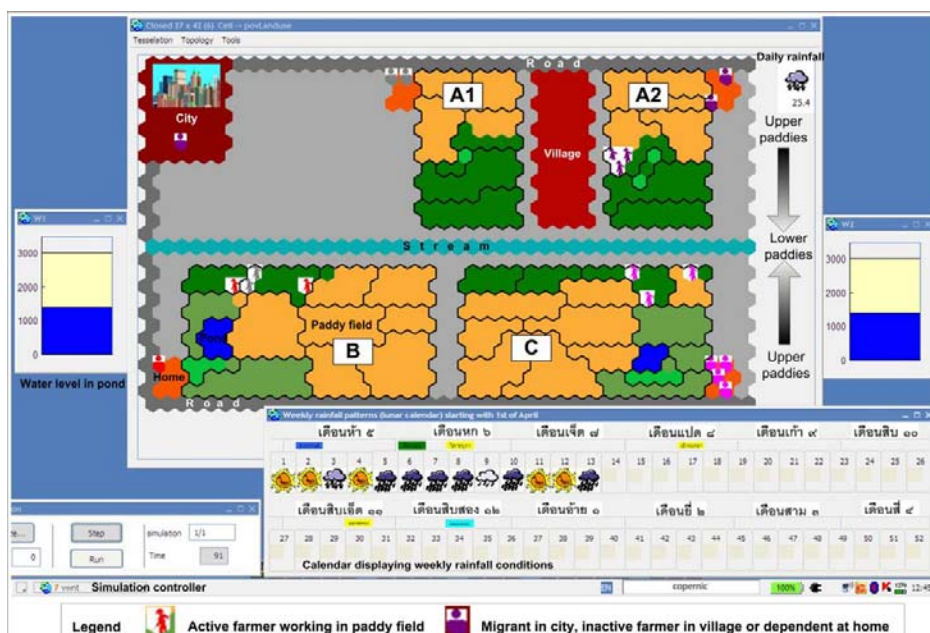 Closed 37 x 41 (6) Cell -> povLanduse
Tesselation Topology Tools
Road
Daily rainfall
25.4
City
A1
A2
Village
Upper
paddies
Stream
Lower
paddies
W1
3000
2000
1000
0
Water level in pond
W2
3000
2000
1000
0
Paddy field
Pond
B
C
Home
Road
Upper
paddies
Weekly rainfall patterns (lunar calendar) starting with 1st of April
เดือนห้า ๕ เดือนหก ๖ เดือนเจ็ด ๗ เดือนแปด ๘ เดือนเก้า ๙ เดือนสิบ ๑๐
1 2 3 4 5 6 7 8 9 10 11 12 13 14 15 16 17 18 19 20 21 22 23 24 25 26
เดือนสิบเอ็ด ๑๑ เดือนสิบสอง ๑๒ เดือนอ้าย ๑ เดือนยี่ ๒ เดือนสาม ๓ เดือนสี่ ๔
27 28 29 30 31 32 33 34 35 36 37 38 39 40 41 42 43 44 45 46 47 48 49 50 51 52
Calendar displaying weekly rainfall conditions
Step
simulation 1/1
0
Run
Time 91
Simulation controller
EN
copernic
100%
Legend Active farmer working in paddy field Migrant in city, inactive farmer in village or dependent at home